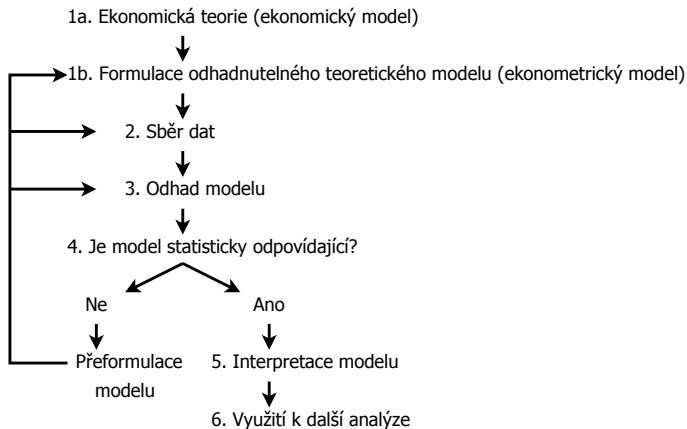 1a. Ekonomická teorie (ekonomický model)
1b. Formulace odhadnutelného teoretického modelu (ekonometrický model)
2. Sběr dat
3. Odhad modelu
4. Je model statisticky odpovídající?
Ne
Ano
Přeformulace
modelu
5. Interpretace modelu
6. Využití k další analýze